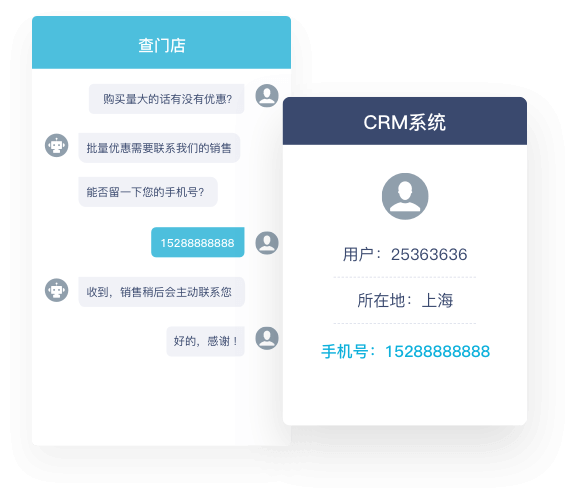 查门店
购买量大的话有没有优惠?
批量优惠需要联系我们的销售
能否留一下您的手机号?
15288888888
收到，销售稍后会主动联系您
好的，感谢！
CRM系统
用户：25363636
所在地：上海
手机号：15288888888